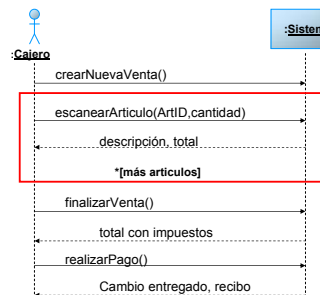 :Cajero
:Sistem
crearNuevaVenta()
escanearArticulo(ArtID,cantidad)
descripción, total
*[más articulos]
finalizarVenta()
total con impuestos
realizarPago()
Cambio entregado, recibo